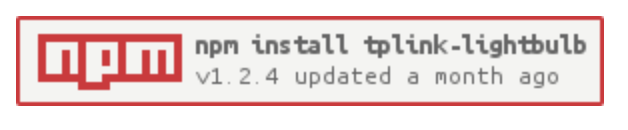 npm npm install tplink-lightbulb
v1.2.4 updated a month ago